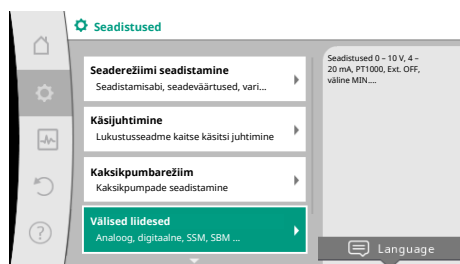 Seadistused
Seaderežiimi seadistamine
Seadistamisabi, seadeväärtused, vari...
Käsijuhtimine
Lukustusseadme kaitse käsitsi juhtimine
Kaksikpumbarežiim
Kaksikpumpade seadistamine
Välised liidesed
Analoog, digitaalne, SSM, SBM ...
Seadistused 0 – 10 V, 4 –
20 mA, PT1000, Ext. OFF,
väline MIN....
Language